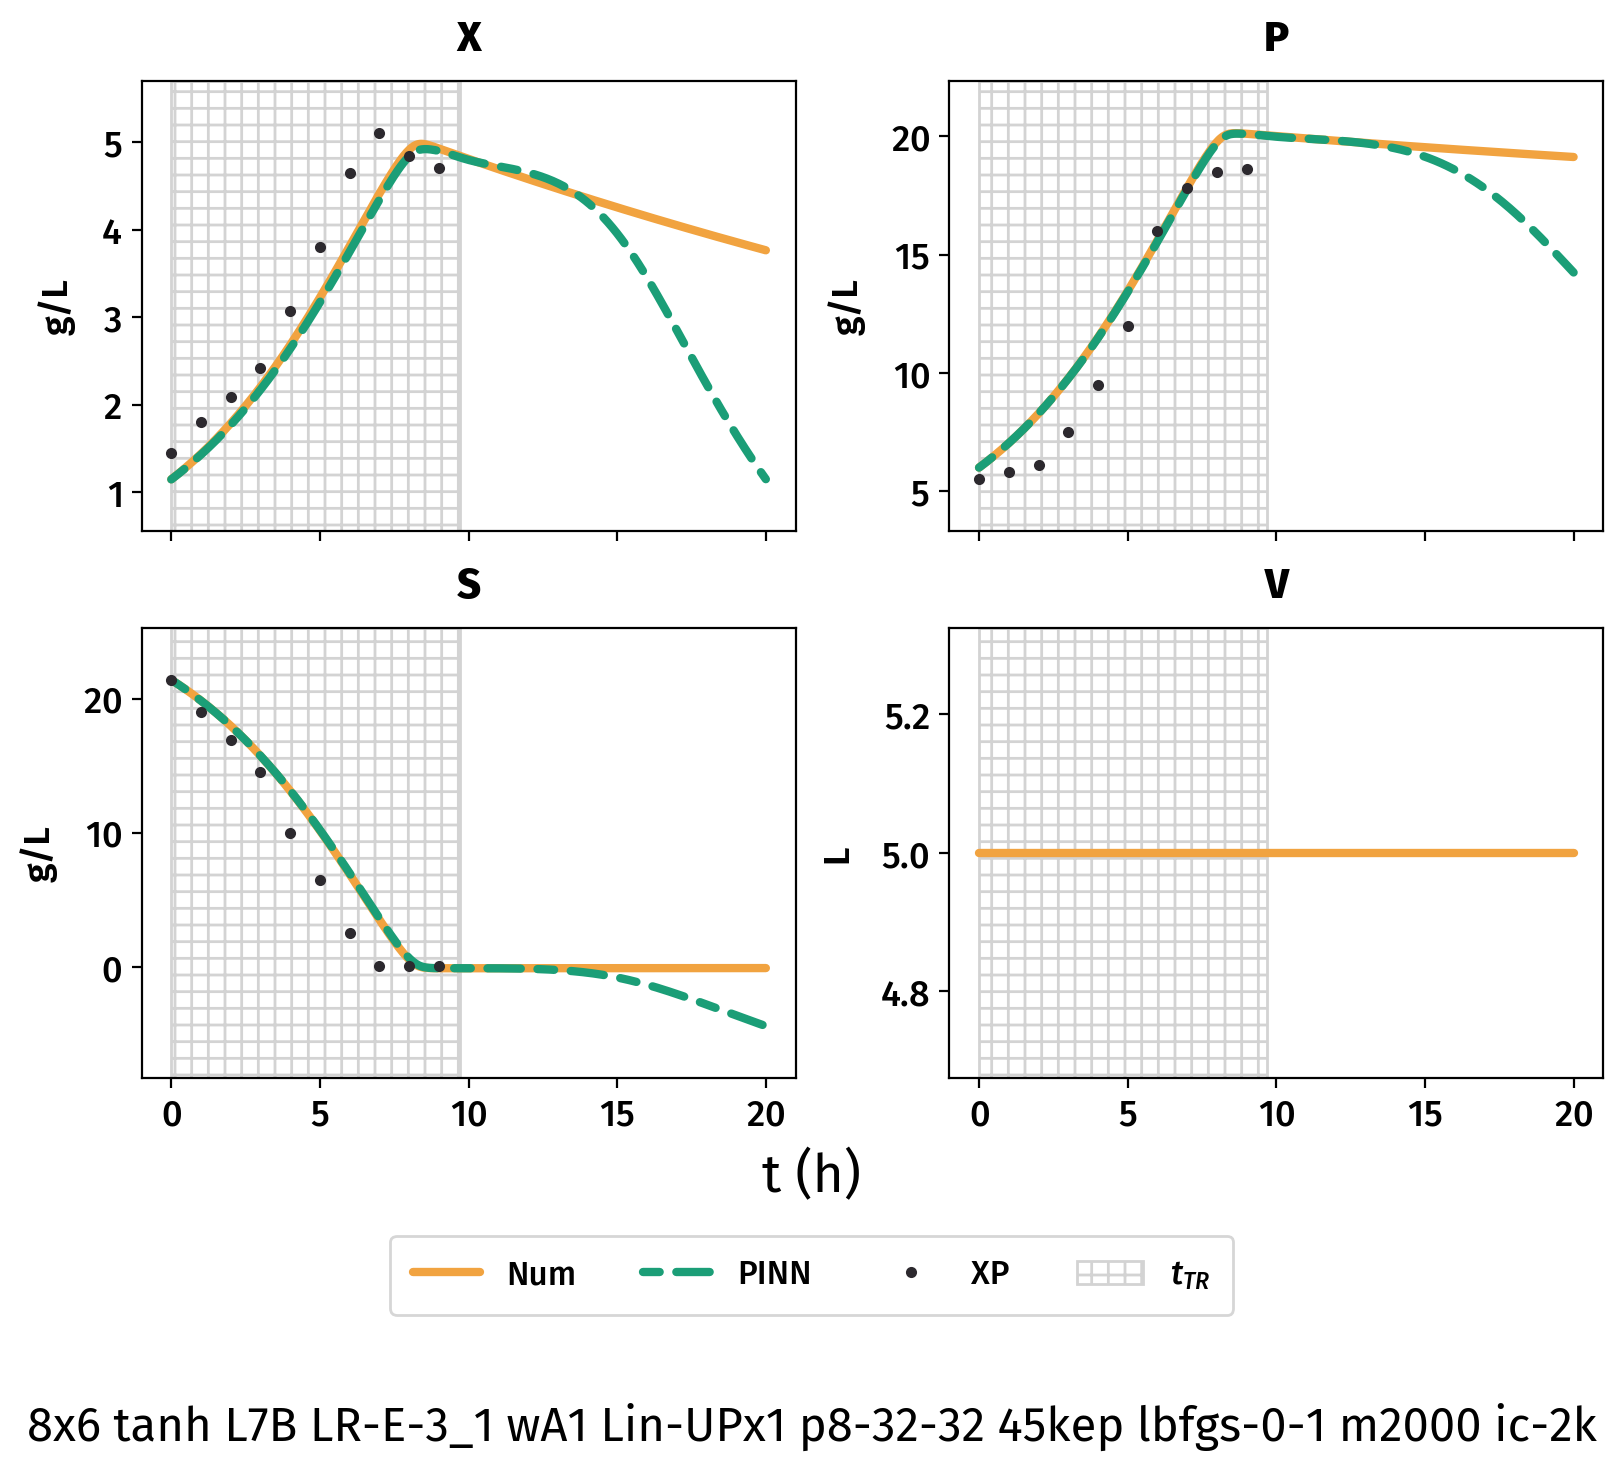 X
P
g/L
5
4
3
2
1
g/L
20
15
10
5
S
V
g/L
20
10
0
L
5.2
5.0
4.8
0 5 10 15 20
0 5 10 15 20
t (h)
Num PINN XP t_TR
8x6 tanh L7B LR-E-3_1 wA1 Lin-UPx1 p8-32-32 45kep lbfgs-0-1 m2000 ic-2k